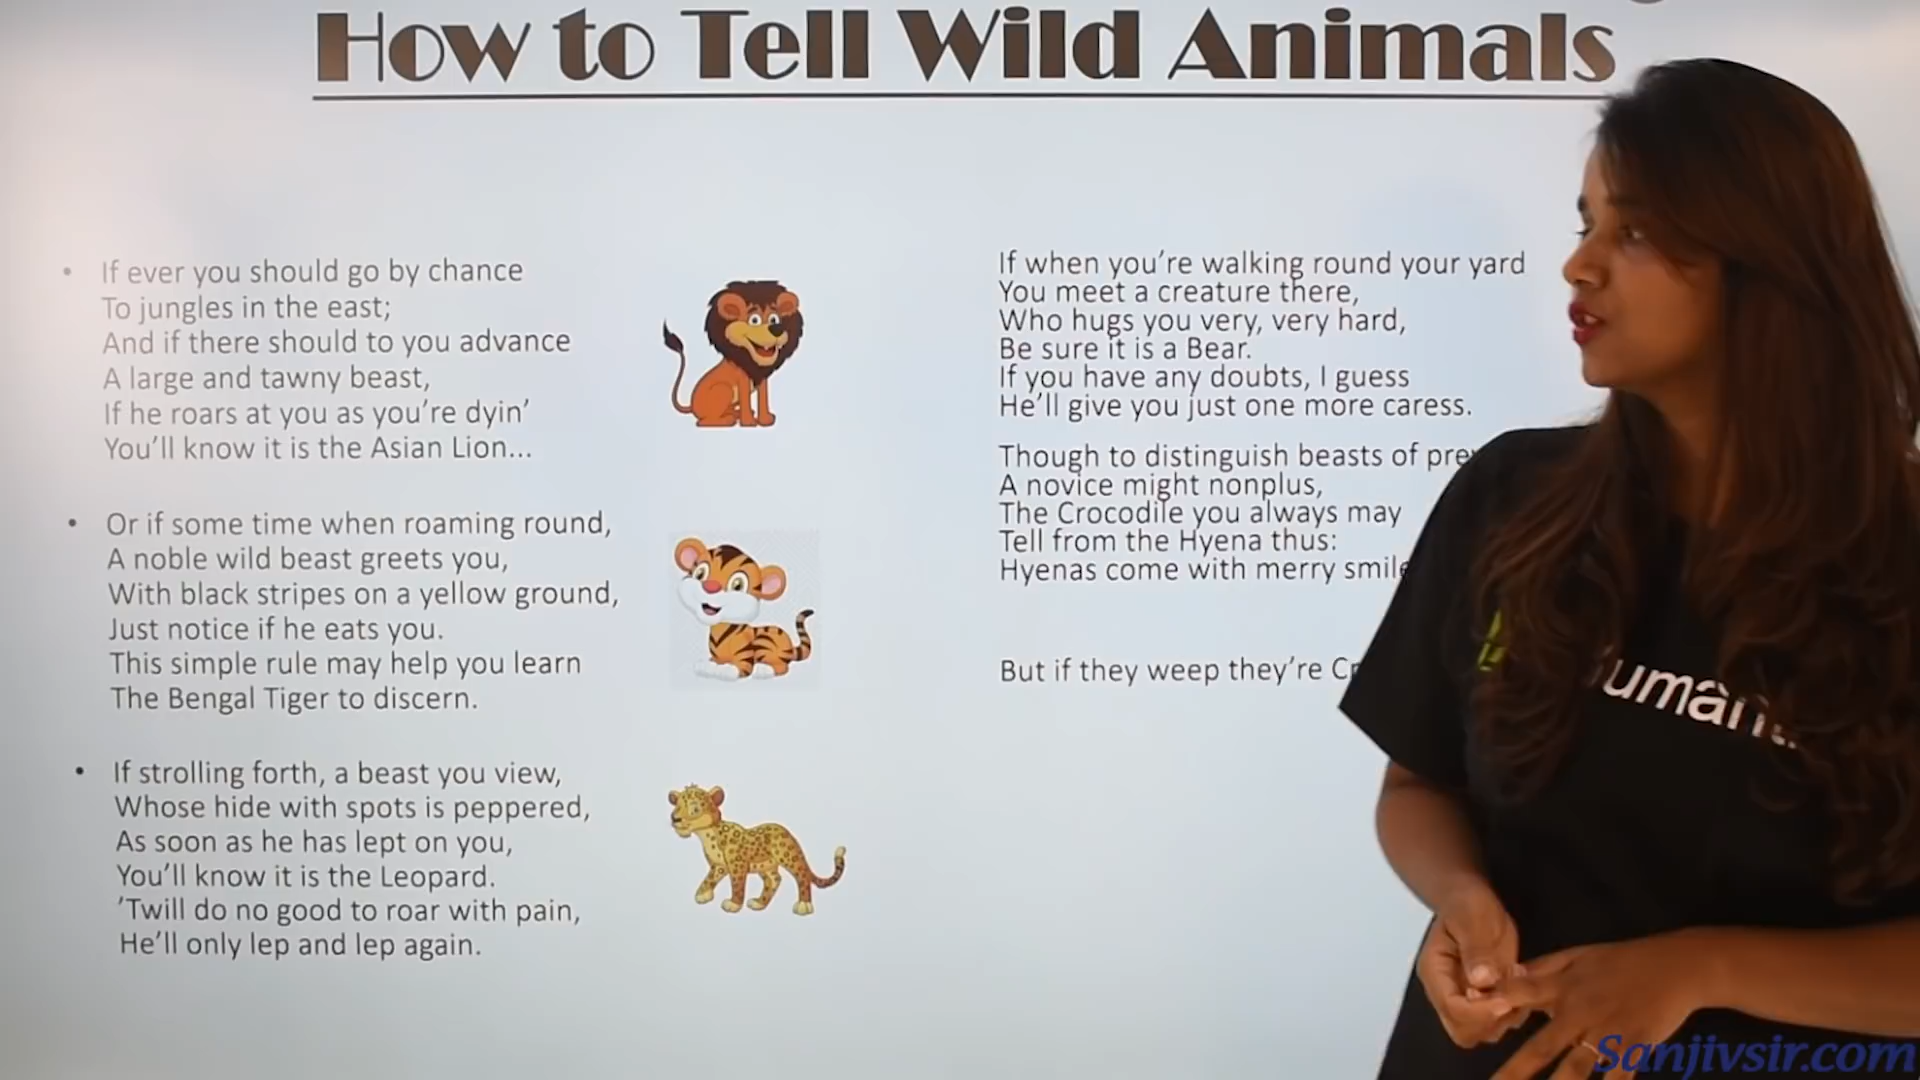 How to Tell Wild Animals
• If ever you should go by chance
To jungles in the east;
And if there should to you advance
A large and tawny beast,
If he roars at you as you’re dyin’
You’ll know it is the Asian Lion...
• Or if some time when roaming round,
A noble wild beast greets you,
With black stripes on a yellow ground,
Just notice if he eats you.
This simple rule may help you learn
The Bengal Tiger to discern.
• If strolling forth, a beast you view,
Whose hide with spots is peppered,
As soon as he has lept on you,
You’ll know it is the Leopard.
’Twill do no good to roar with pain,
He’ll only lep and lep again.
If when you’re walking round your yard
You meet a creature there,
Who hugs you very, very hard,
Be sure it is a Bear.
If you have any doubts, I guess
He’ll give you just one more caress.
Though to distinguish beasts of
A novice might nonplus,
The Crocodile you always may
Tell from the Hyena thus:
Hyenas come with merry
But if they weep they’re
Sanjivsir.com